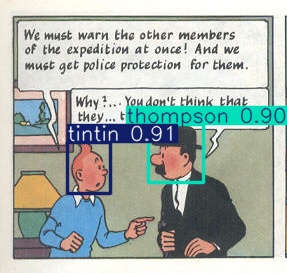 We must warn the other members
of the expedition at once! And we
must get police protection for them.
Why?... You don't think that
they... t
thompson 0.90
tintin 0.91